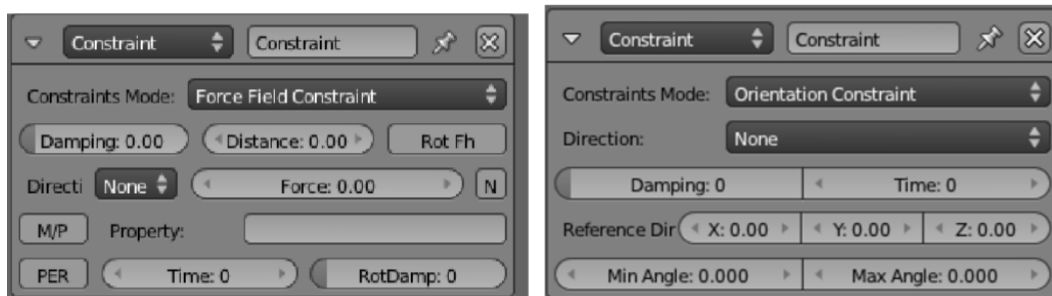 Constraint Constraint
Constraints Mode: Force Field Constraint
Damping: 0.00 Distance: 0.00 Rot Fh
Directi None Force: 0.00 N
M/P Property:
PER Time: 0 RotDamp: 0
Constraint Constraint
Constraints Mode: Orientation Constraint
Direction: None
Damping: 0 Time: 0
Reference Dir X: 0.00 Y: 0.00 Z: 0.00
Min Angle: 0.000 Max Angle: 0.000